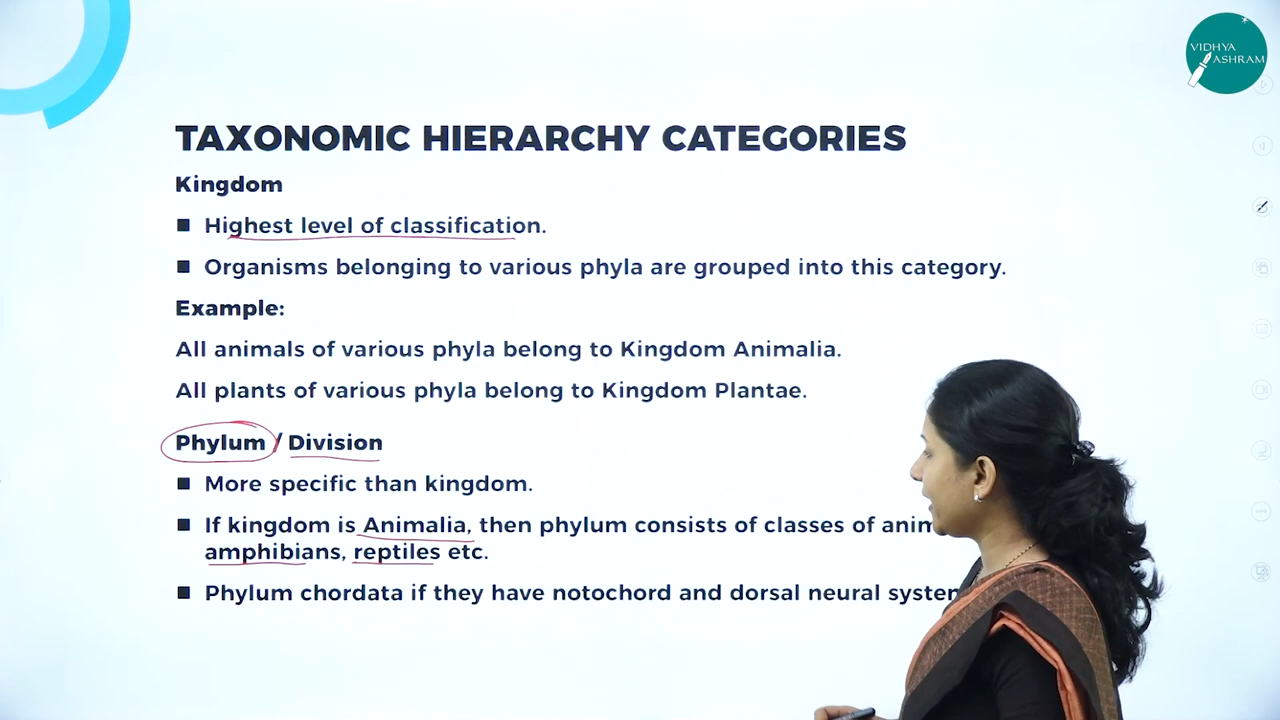 VIDHYA
ASHRAM
TAXONOMIC HIERARCHY CATEGORIES
Kingdom
■ Highest level of classification.
■ Organisms belonging to various phyla are grouped into this category.
Example:
All animals of various phyla belong to Kingdom Animalia.
All plants of various phyla belong to Kingdom Plantae.
Phylum / Division
■ More specific than kingdom.
■ If kingdom is Animalia, then phylum consists of classes of
amphibians, reptiles etc.
■ Phylum chordata if they have notochord and dorsal neural